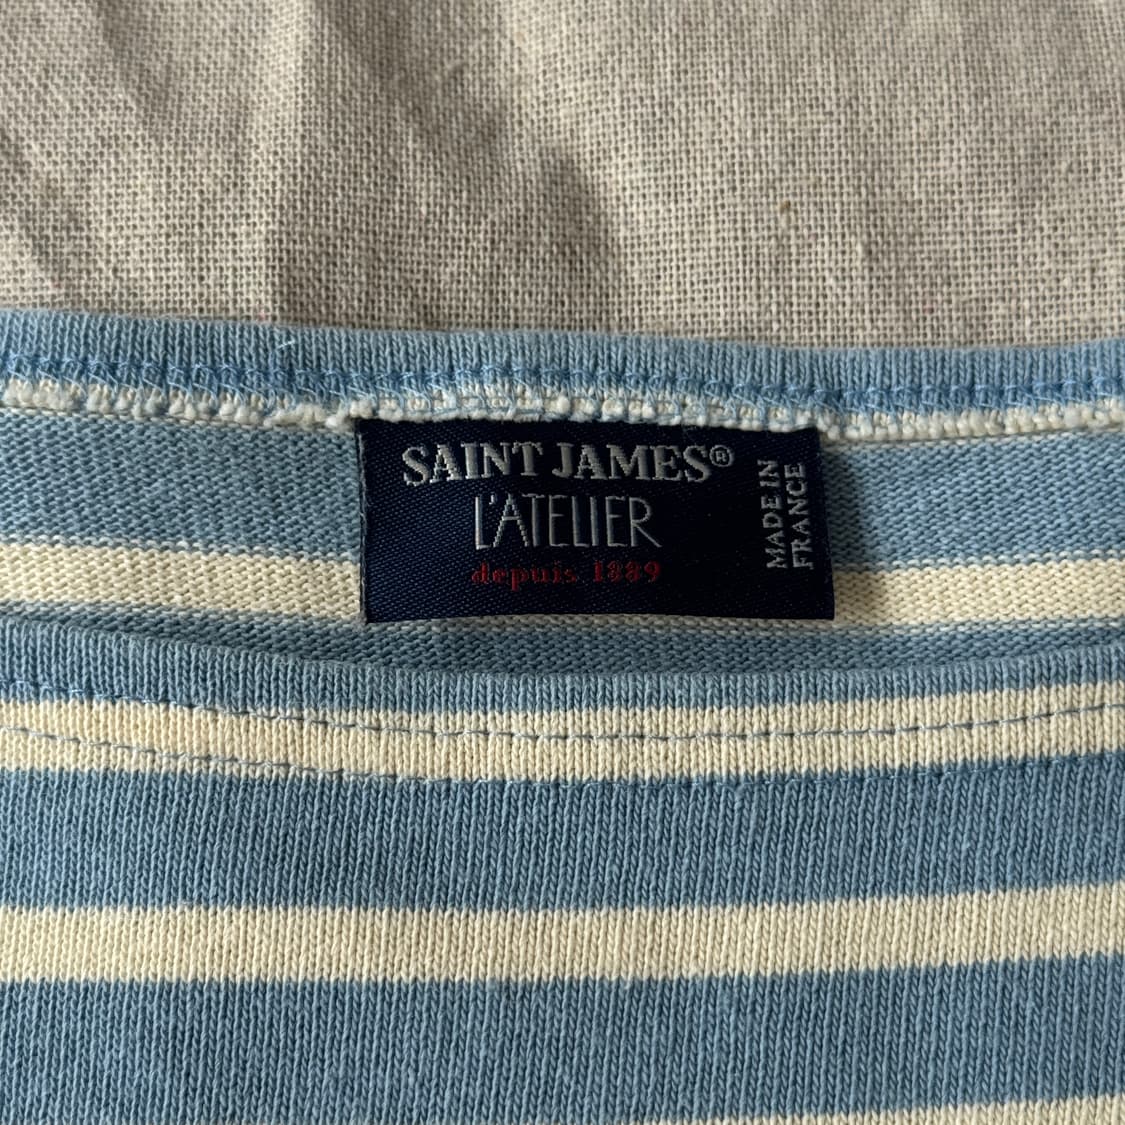 SAINT JAMES®
L'ATELIER
depuis 1889
MADE IN
FRANCE